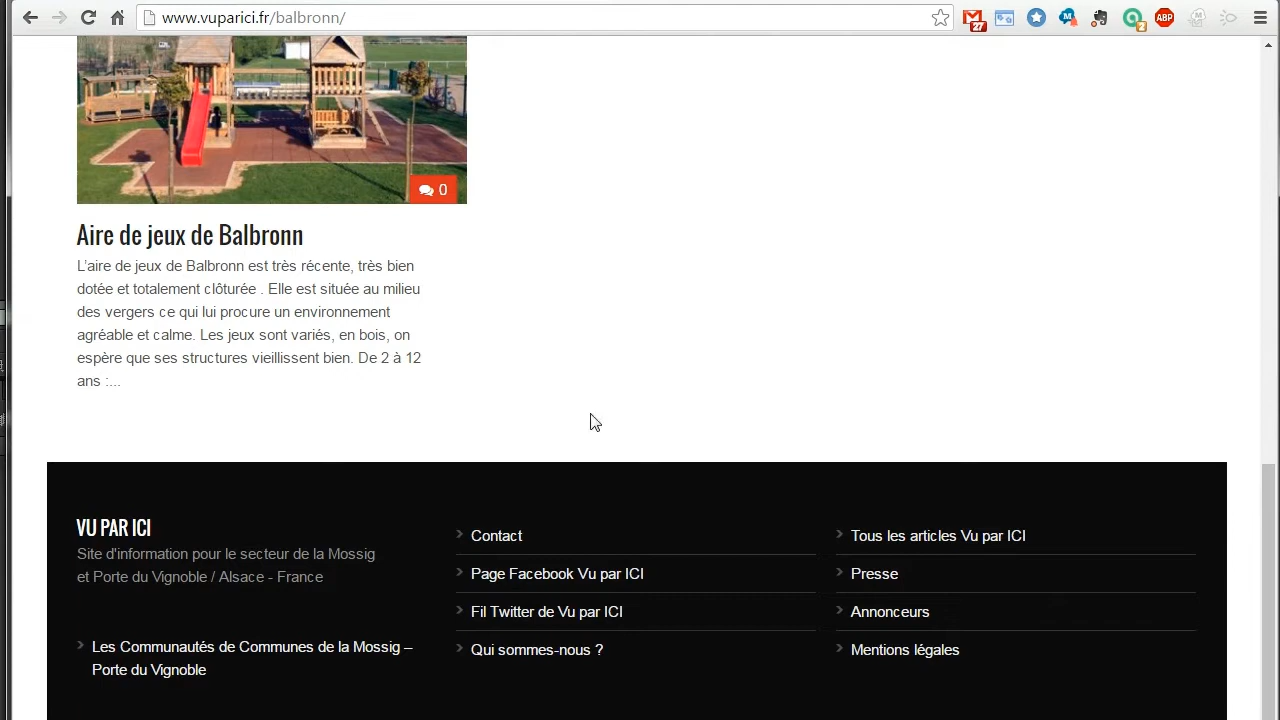 www.vuparici.fr/balbronn/
27
2
ABP
0
Aire de jeux de Balbronn
L'aire de jeux de Balbronn est très récente, très bien
dotée et totalement clôturée . Elle est située au milieu
des vergers ce qui lui procure un environnement
agréable et calme. Les jeux sont variés, en bois, on
espère que ses structures vieillissent bien. De 2 à 12
ans :...
VU PAR ICI
Site d'information pour le secteur de la Mossig
et Porte du Vignoble / Alsace - France
Les Communautés de Communes de la Mossig –
Porte du Vignoble
Contact
Page Facebook Vu par ICI
Fil Twitter de Vu par ICI
Qui sommes-nous ?
Tous les articles Vu par ICI
Presse
Annonceurs
Mentions légales